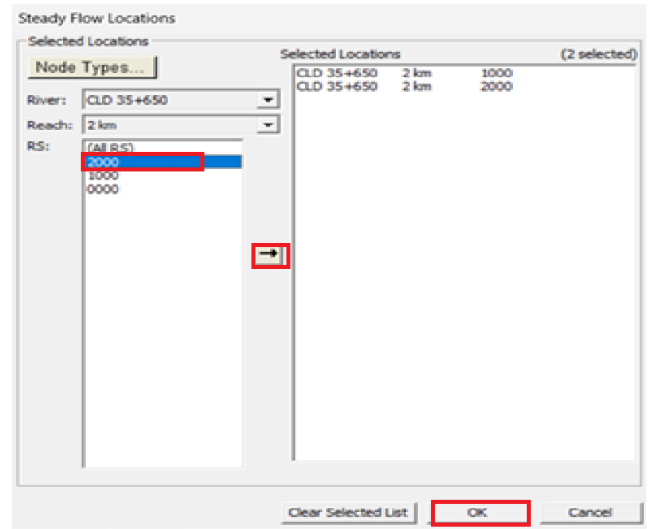 Steady Flow Locations
Selected Locations
Node Types...
River: CLD 35+650
Reach: 2 km
RS: (All RS)
2000
1000
0000
Selected Locations (2 selected)
CLD 35+650 2 km 1000
CLD 35+650 2 km 2000
Clear Selected List OK Cancel